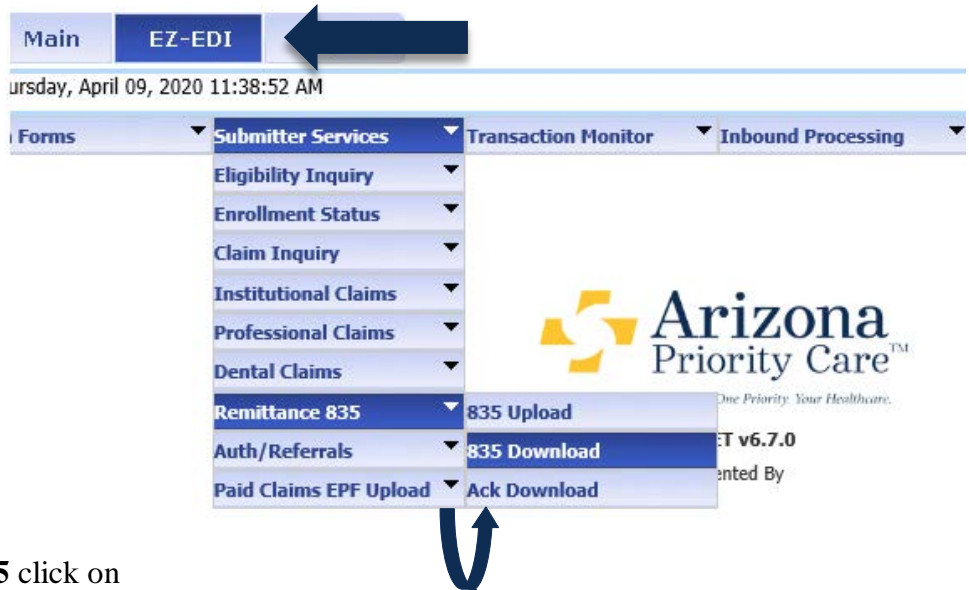 Main EZ-EDI
ursday, April 09, 2020 11:38:52 AM
Forms Submitter Services Transaction Monitor Inbound Processing
Eligibility Inquiry
Enrollment Status
Claim Inquiry
Institutional Claims
Professional Claims
Dental Claims
Arizona
Priority Care™
One Priority. Your Healthcare.
Remittance 835 835 Upload
ET v6.7.0
Auth/Referrals 835 Download
ented By
Paid Claims EPF Upload Ack Download
5 click on